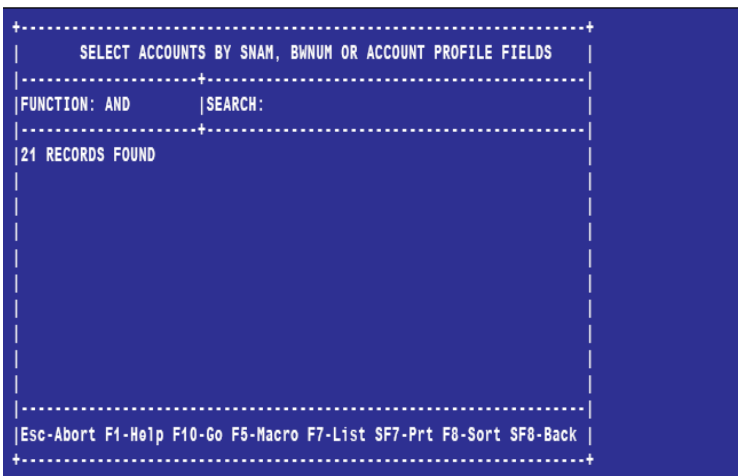 SELECT ACCOUNTS BY SNAM, BWNUM OR ACCOUNT PROFILE FIELDS
FUNCTION: AND |SEARCH:
21 RECORDS FOUND
Esc-Abort F1-Help F10-Go F5-Macro F7-List SF7-Prt F8-Sort SF8-Back